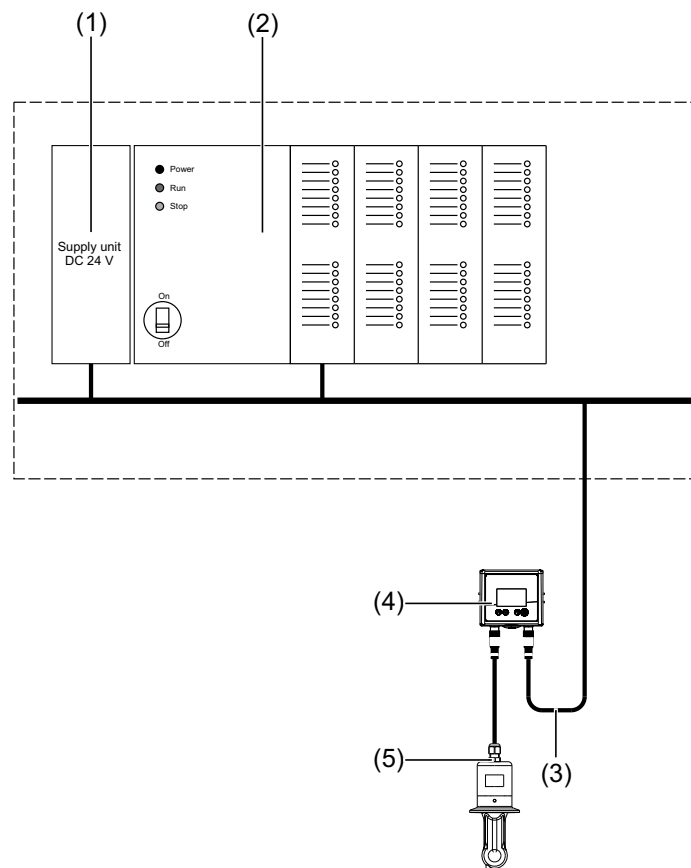 (1)
(2)
Power
Run
Stop
Supply unit
DC 24 V
On
Off
(4)
(5)
(3)